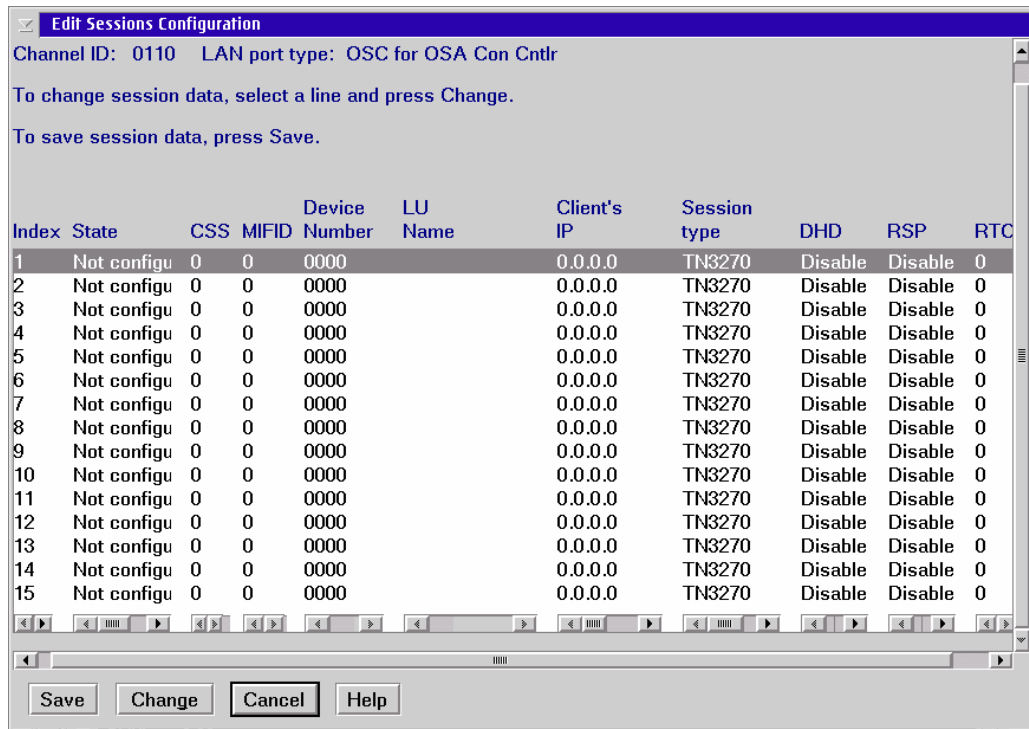 Edit Sessions Configuration
Channel ID: 0110 LAN port type: OSC for OSA Con Cntlr
To change session data, select a line and press Change.
To save session data, press Save.
Device LU Client's Session
Index State CSS MIFID Number Name IP type DHD RSP RTO
1 Not configu 0 0 0000 0.0.0.0 TN3270 Disable Disable 0
2 Not configu 0 0 0000 0.0.0.0 TN3270 Disable Disable 0
3 Not configu 0 0 0000 0.0.0.0 TN3270 Disable Disable 0
4 Not configu 0 0 0000 0.0.0.0 TN3270 Disable Disable 0
5 Not configu 0 0 0000 0.0.0.0 TN3270 Disable Disable 0
6 Not configu 0 0 0000 0.0.0.0 TN3270 Disable Disable 0
7 Not configu 0 0 0000 0.0.0.0 TN3270 Disable Disable 0
8 Not configu 0 0 0000 0.0.0.0 TN3270 Disable Disable 0
9 Not configu 0 0 0000 0.0.0.0 TN3270 Disable Disable 0
10 Not configu 0 0 0000 0.0.0.0 TN3270 Disable Disable 0
11 Not configu 0 0 0000 0.0.0.0 TN3270 Disable Disable 0
12 Not configu 0 0 0000 0.0.0.0 TN3270 Disable Disable 0
13 Not configu 0 0 0000 0.0.0.0 TN3270 Disable Disable 0
14 Not configu 0 0 0000 0.0.0.0 TN3270 Disable Disable 0
15 Not configu 0 0 0000 0.0.0.0 TN3270 Disable Disable 0
Save Change Cancel Help